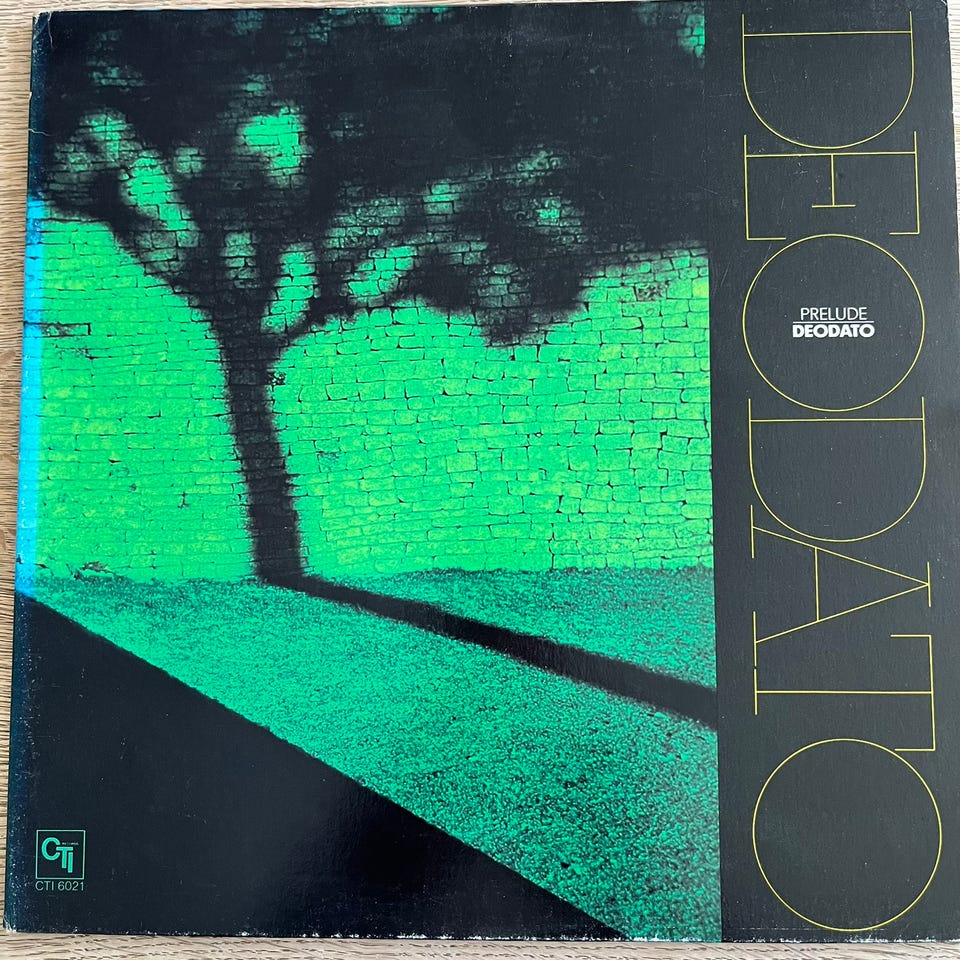 DEODATO
PRELUDE
DEODATO
CTI
CTI 6021